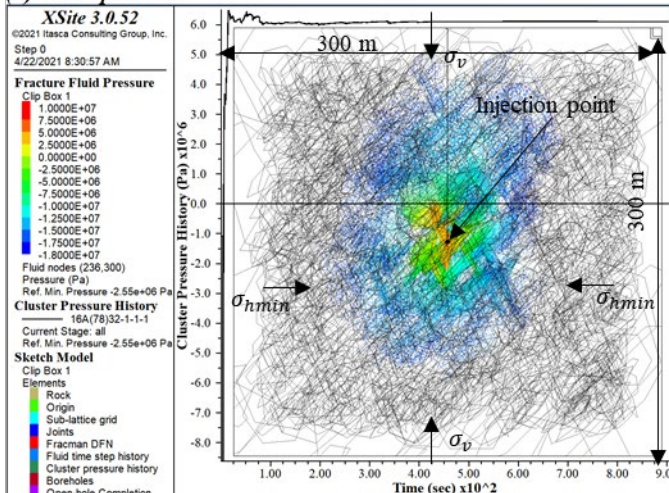 XSite 3.0.52
©2021 Itasca Consulting Group, Inc.
Step 0
4/22/2021 8:30:57 AM
Fracture Fluid Pressure
Clip Box 1
1.0000E+07
7.5000E+06
5.0000E+06
2.5000E+06
0.0000E+00
-2.5000E+06
-5.0000E+06
-7.5000E+06
-1.0000E+07
-1.2500E+07
-1.5000E+07
-1.7500E+07
-1.8000E+07
Fluid nodes (236,300)
Pressure (Pa)
Ref. Min. Pressure -2.55e+06 Pa
Cluster Pressure History
16A(78)32-1-1-1
Current Stage: all
Ref. Min. Pressure -2.55e+06 Pa
Sketch Model
Clip Box 1
Elements
Rock
Origin
Sub-lattice grid
Joints
Fracman DFN
Fluid time step history
Cluster pressure history
Boreholes
Open hole Completion
Cluster Pressure History (Pa) x10^6
6.0
5.0
4.0
3.0
2.0
1.0
0.0
-1.0
-2.0
-3.0
-4.0
-5.0
-6.0
-7.0
-8.0
300 m
σv
Injection point
300 m
σhmin
σhmin
σv
1.00 2.00 3.00 4.00 5.00 6.00 7.00 8.00 9.0
Time (sec) x10^2